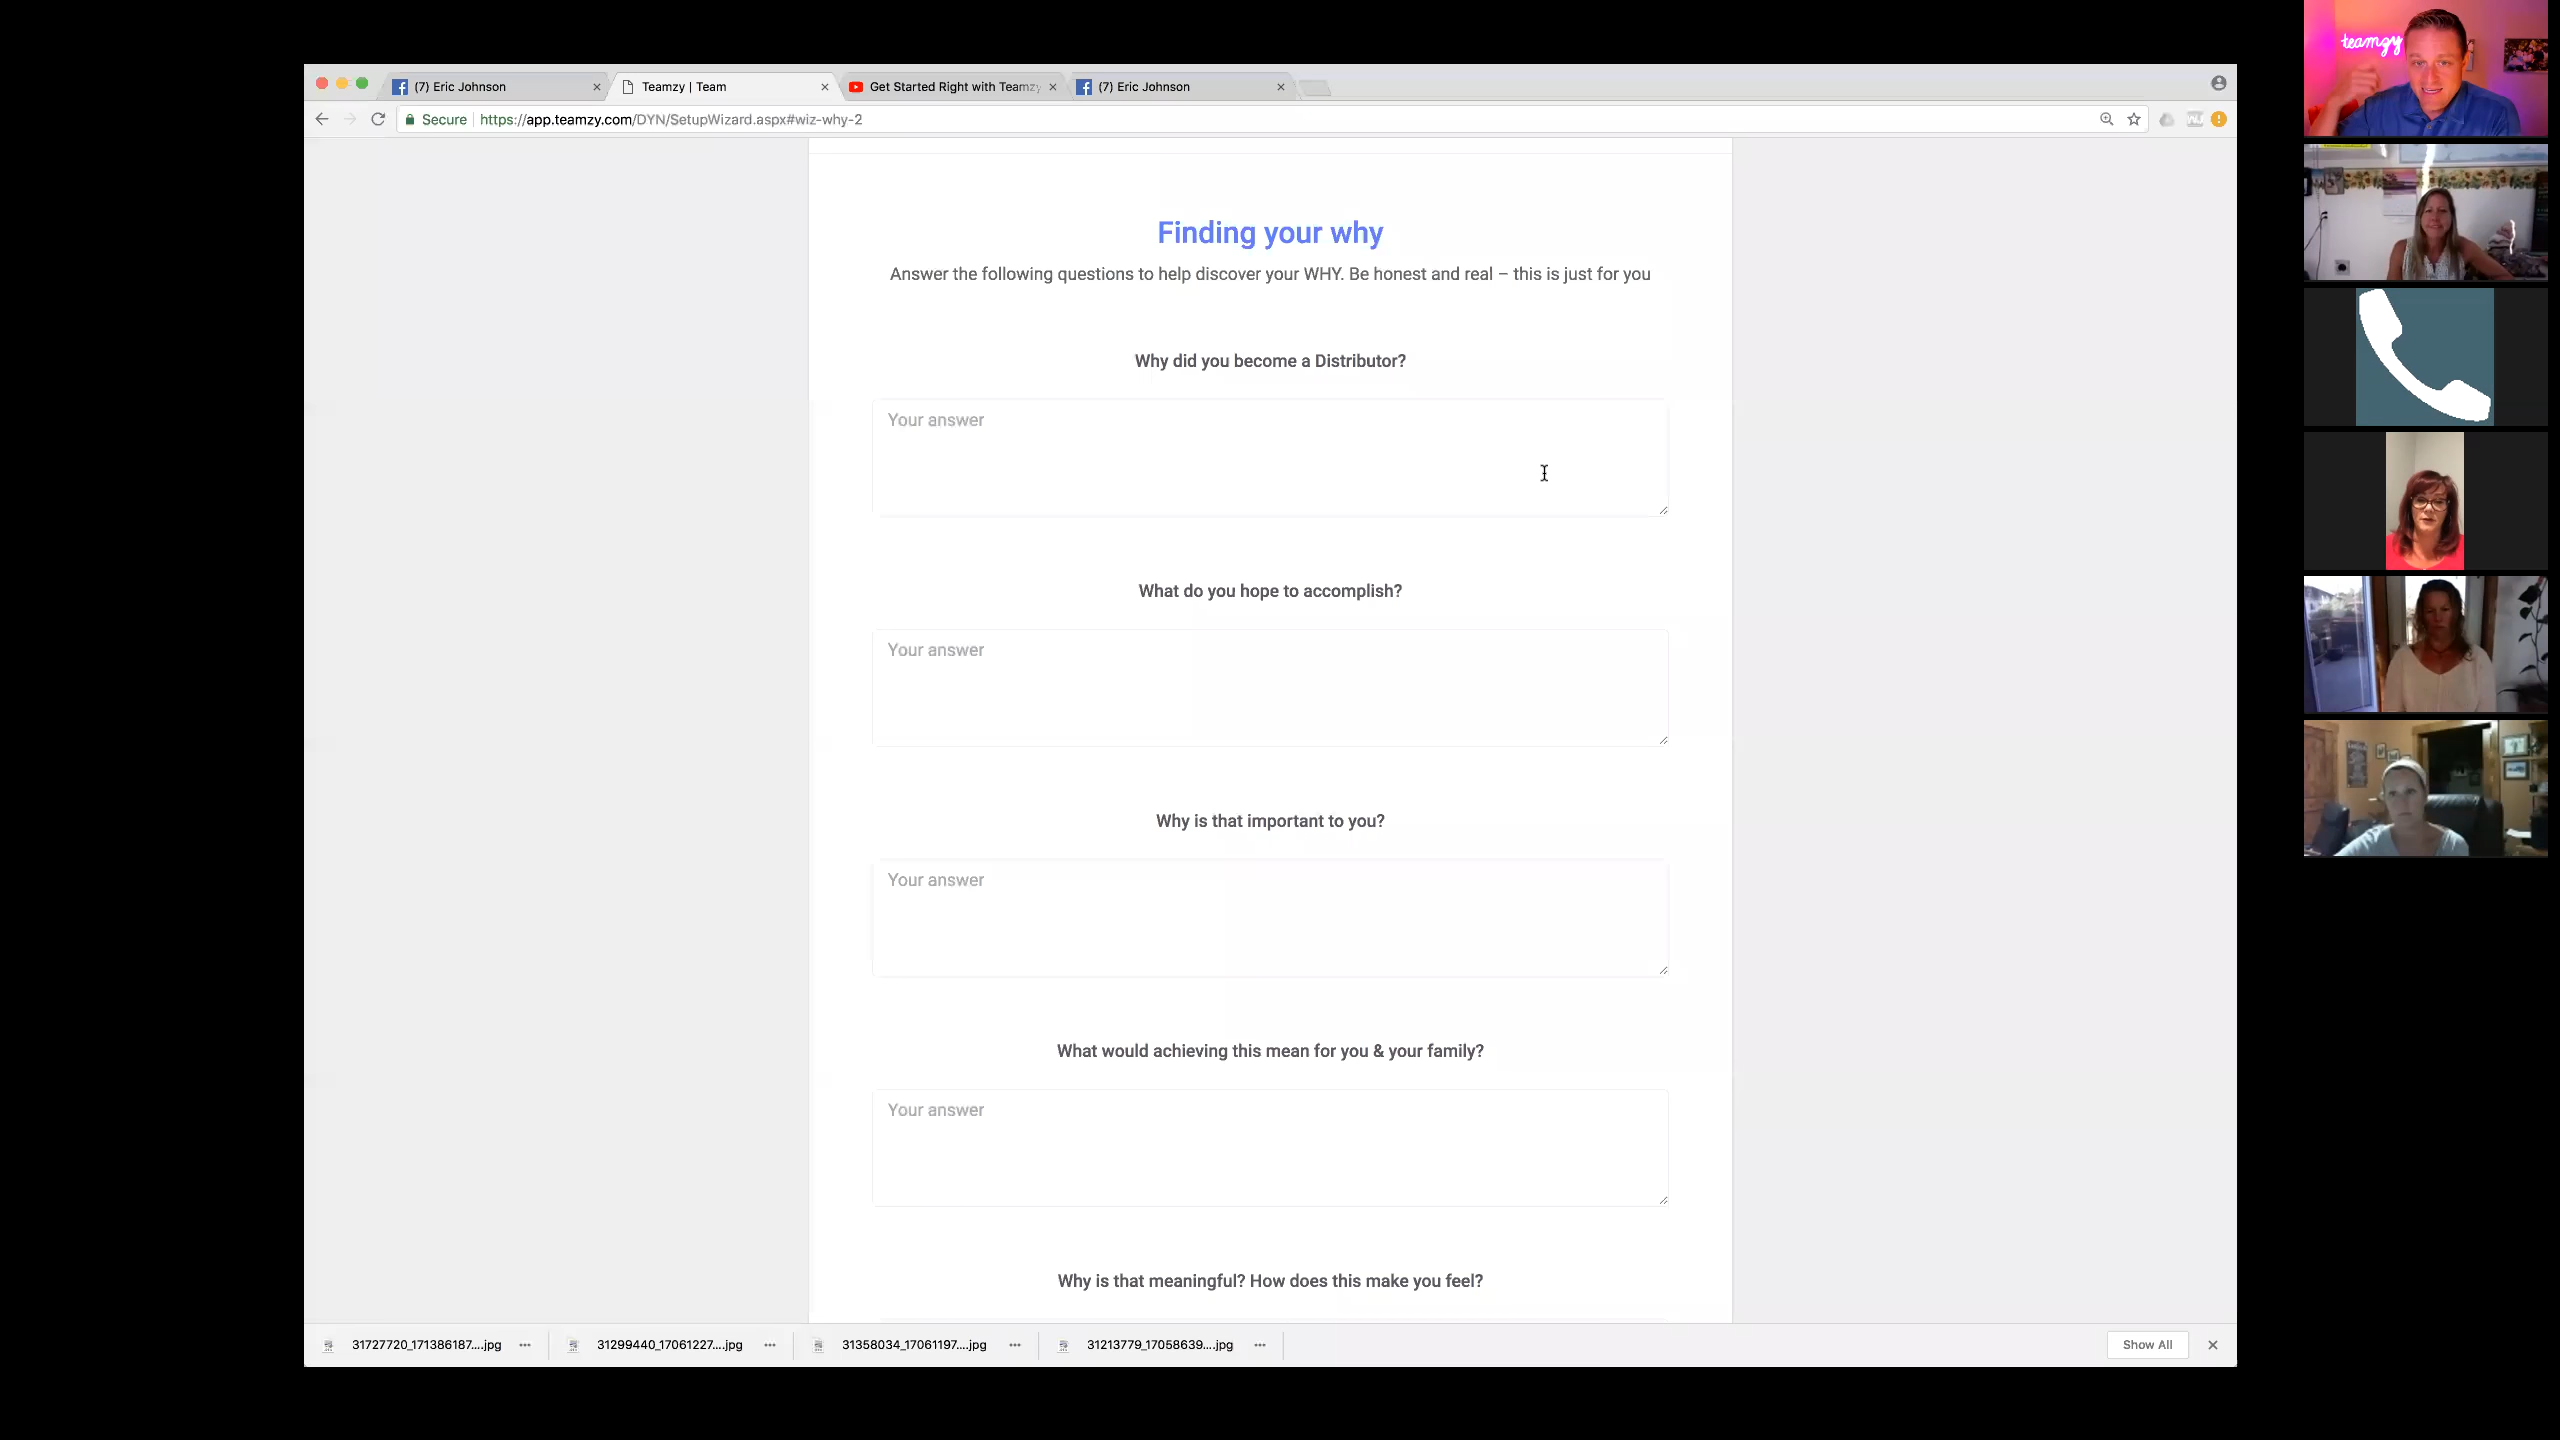 (7) Eric Johnson
Teamzy | Team
Get Started Right with Teamzy
(7) Eric Johnson
Secure
https://app.teamzy.com/DYN/SetupWizard.aspx#wiz-why-2
teamzy
Finding your why
Answer the following questions to help discover your WHY. Be honest and real – this is just for you
Why did you become a Distributor?
Your answer
What do you hope to accomplish?
Your answer
Why is that important to you?
Your answer
What would achieving this mean for you & your family?
Your answer
Why is that meaningful? How does this make you feel?
31727720_171386187....jpg
31299440_17061227....jpg
31358034_17061197....jpg
31213779_17058639....jpg
Show All